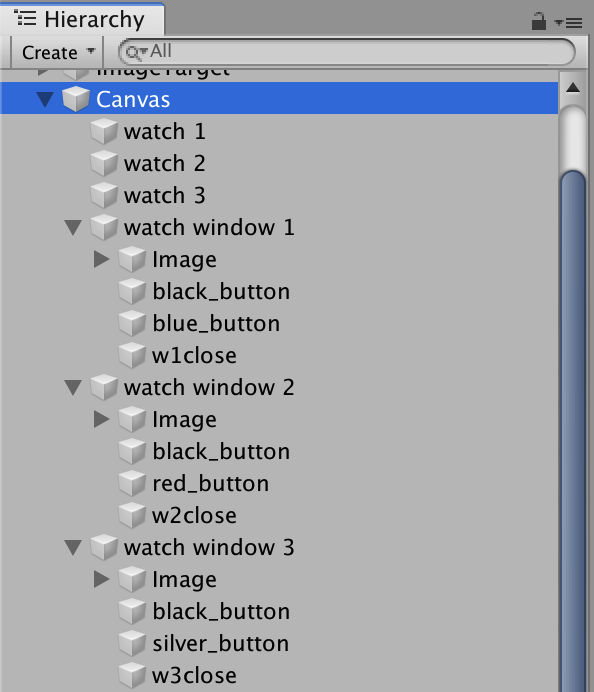 Hierarchy
Create
All
ImageTarget
Canvas
watch 1
watch 2
watch 3
watch window 1
Image
black_button
blue_button
w1close
watch window 2
Image
black_button
red_button
w2close
watch window 3
Image
black_button
silver_button
w3close